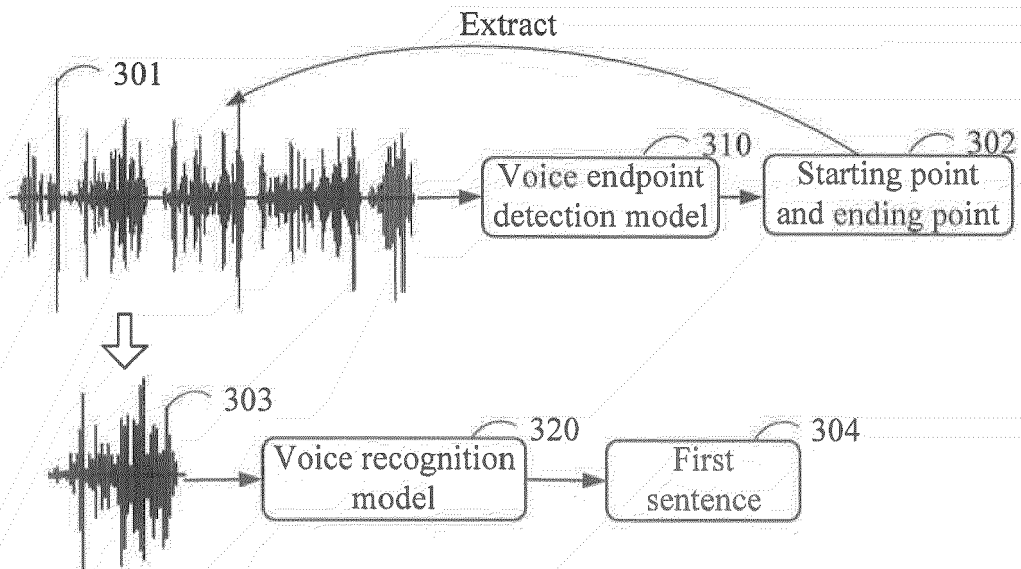 Extract
301
310
302
Voice endpoint
detection model
Starting point
and ending point
303
320
304
Voice recognition
model
First
sentence